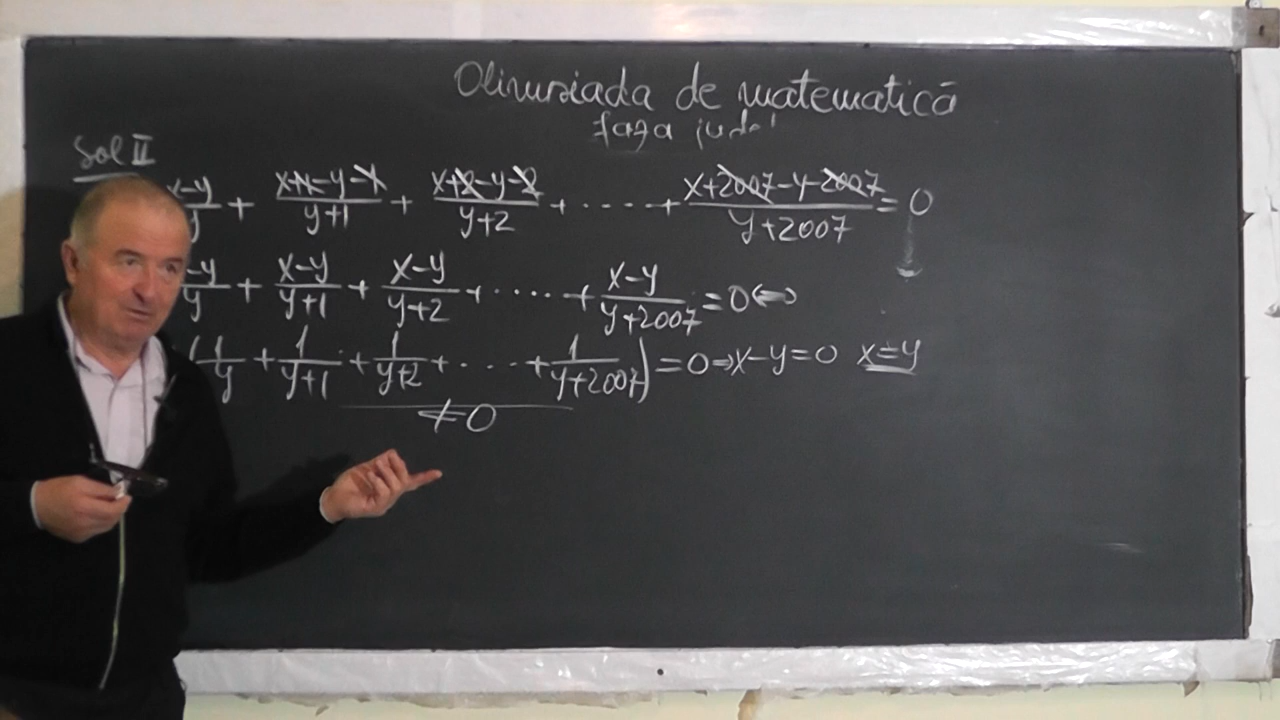 Olimpiada de matematică
faza jude
Sol II
x-y/y + x+1-y-1/y+1 + x+2-y-2/y+2 + ..... + x+2007-y-2007/y+2007 = 0
-y/y + x-y/y+1 + x-y/y+2 + ..... + x-y/y+2007 = 0 ⇔
(1/y + 1/y+1 + 1/y+2 + ..... + 1/y+2007) = 0 ⇒ x-y=0 x=y
≠0